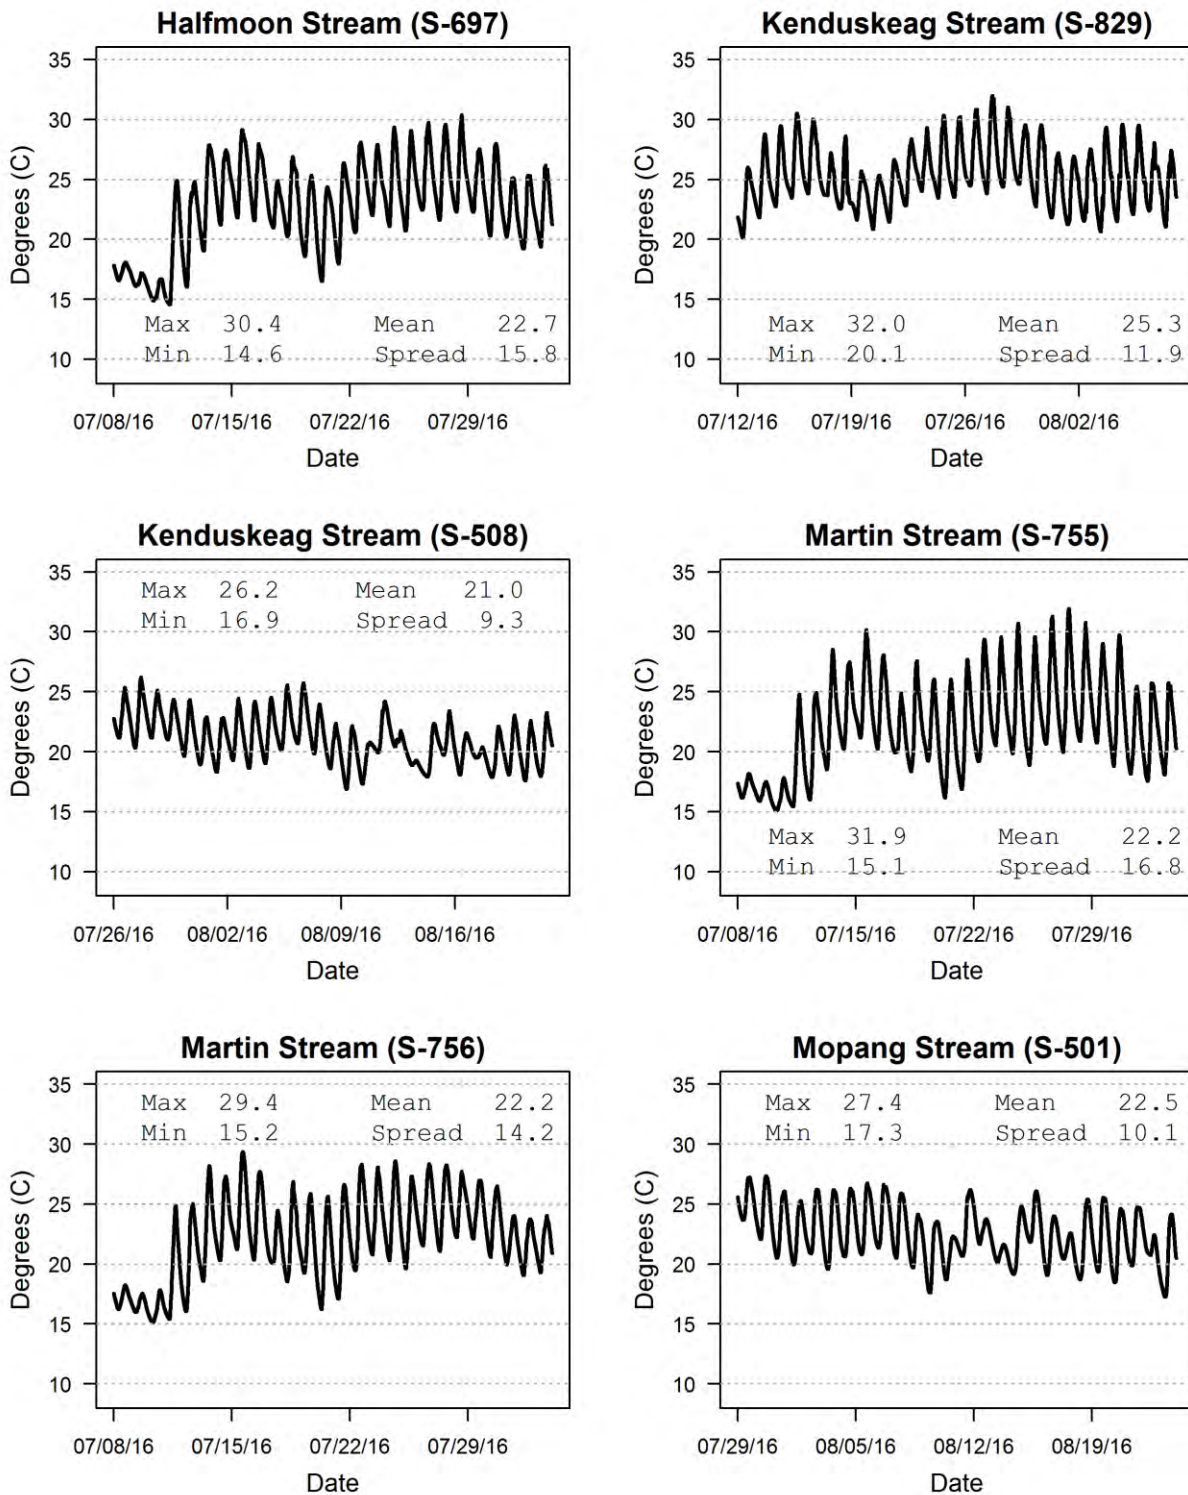 Halfmoon Stream (S-697)
Degrees (C)
35
30
25
20
15
10
Max 30.4 Mean 22.7
Min 14.6 Spread 15.8
07/08/16 07/15/16 07/22/16 07/29/16
Date
Kenduskeag Stream (S-829)
Degrees (C)
35
30
25
20
15
10
Max 32.0 Mean 25.3
Min 20.1 Spread 11.9
07/12/16 07/19/16 07/26/16 08/02/16
Date
Kenduskeag Stream (S-508)
Degrees (C)
35
30
25
20
15
10
Max 26.2 Mean 21.0
Min 16.9 Spread 9.3
07/26/16 08/02/16 08/09/16 08/16/16
Date
Martin Stream (S-755)
Degrees (C)
35
30
25
20
15
10
Max 31.9 Mean 22.2
Min 15.1 Spread 16.8
07/08/16 07/15/16 07/22/16 07/29/16
Date
Martin Stream (S-756)
Degrees (C)
35
30
25
20
15
10
Max 29.4 Mean 22.2
Min 15.2 Spread 14.2
07/08/16 07/15/16 07/22/16 07/29/16
Date
Mopang Stream (S-501)
Degrees (C)
35
30
25
20
15
10
Max 27.4 Mean 22.5
Min 17.3 Spread 10.1
07/29/16 08/05/16 08/12/16 08/19/16
Date